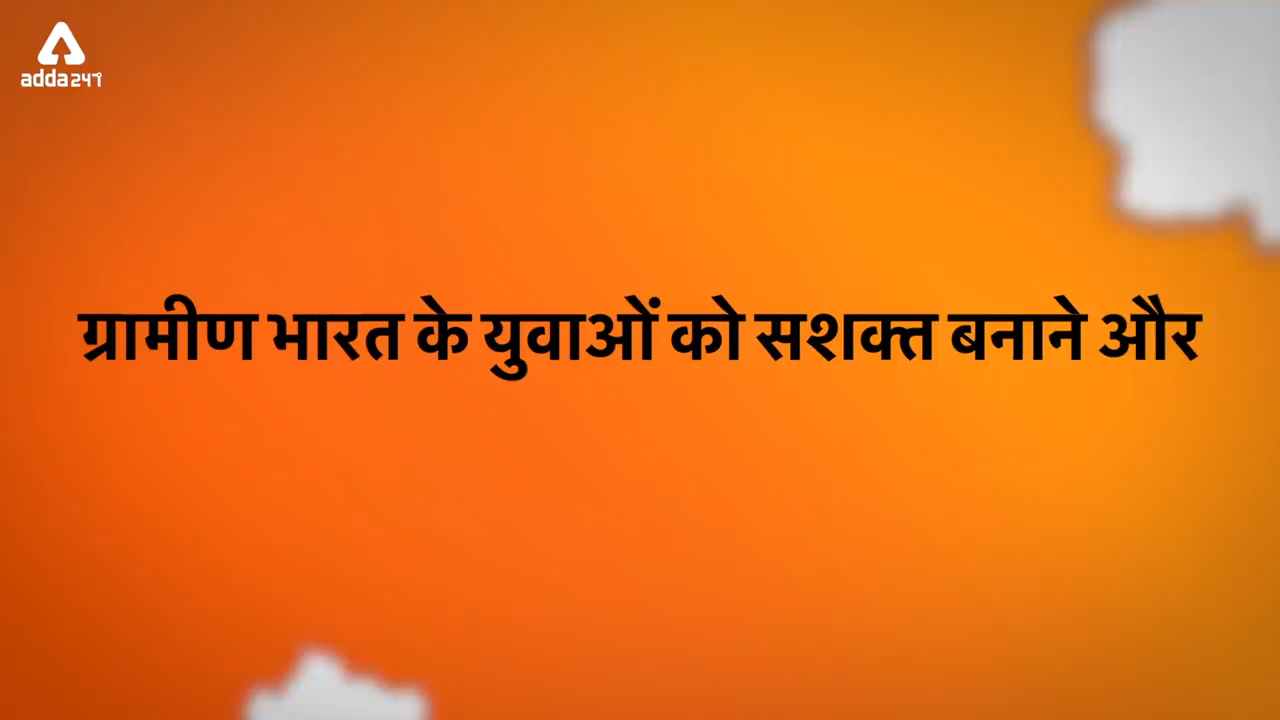 adda247
ग्रामीण भारत के युवाओं को सशक्त बनाने और